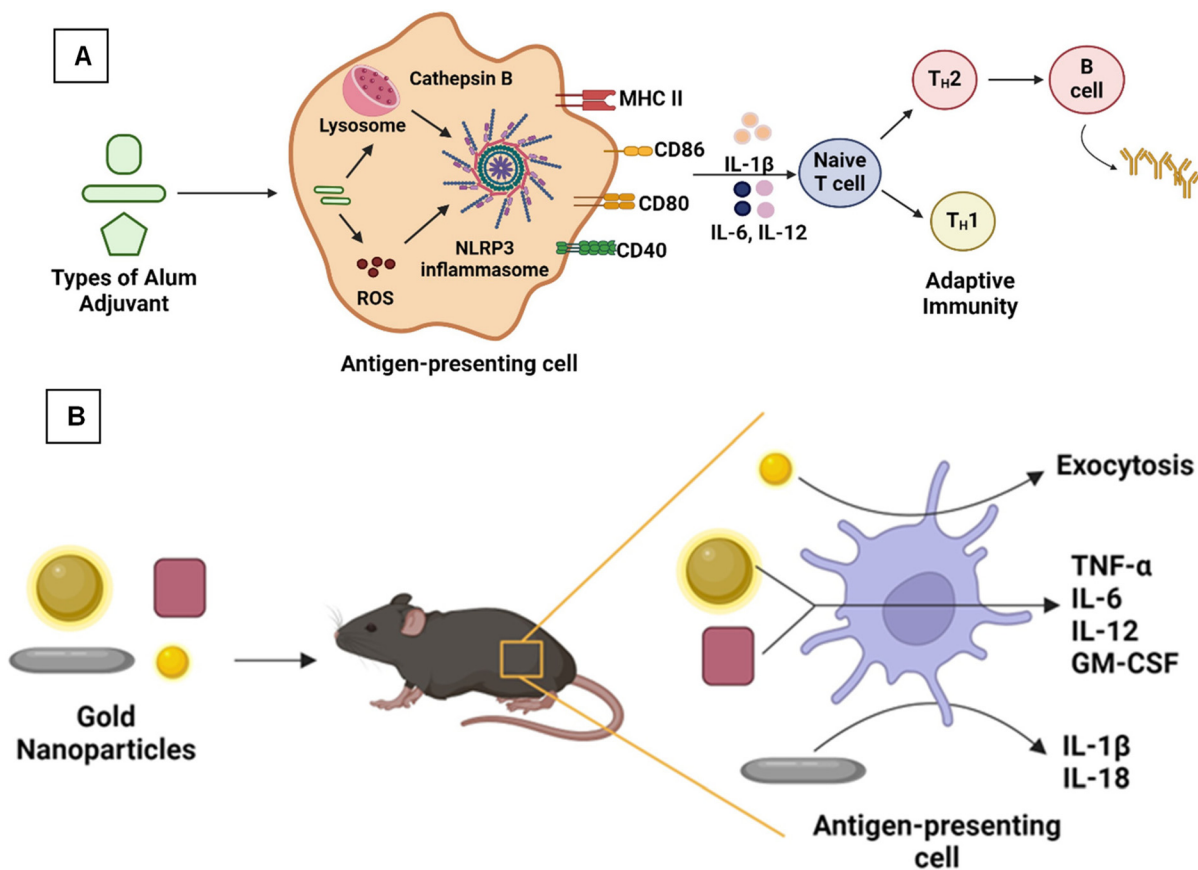 A
Types of Alum
Adjuvant
Cathepsin B
Lysosome
ROS
NLRP3
inflammasome
Antigen-presenting cell
MHC II
CD86
CD80
CD40
IL-1β
IL-6, IL-12
Naive
T cell
TH2
B
cell
TH1
Adaptive
Immunity
B
Gold
Nanoparticles
Exocytosis
TNF-α
IL-6
IL-12
GM-CSF
IL-1β
IL-18
Antigen-presenting
cell